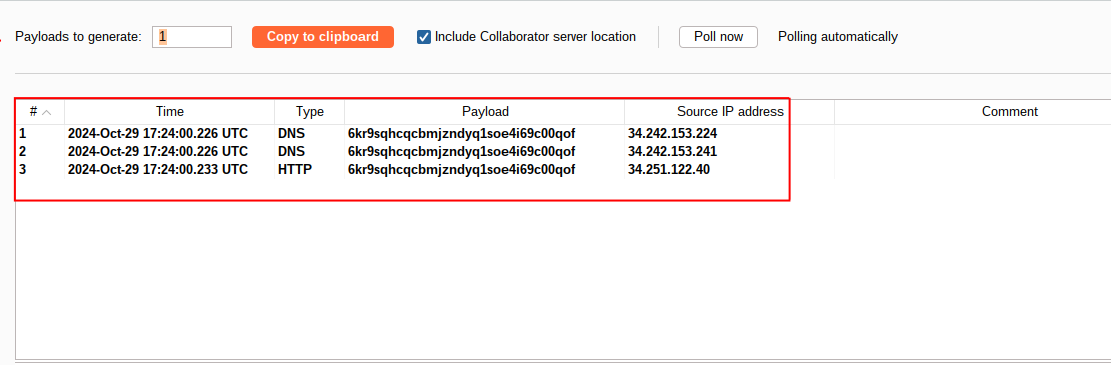 Payloads to generate: 1 Copy to clipboard Include Collaborator server location Poll now Polling automatically
# Time Type Payload Source IP address Comment
1 2024-Oct-29 17:24:00.226 UTC DNS 6kr9sqhcqcbmjzndyq1soe4i69c00qof 34.242.153.224
2 2024-Oct-29 17:24:00.226 UTC DNS 6kr9sqhcqcbmjzndyq1soe4i69c00qof 34.242.153.241
3 2024-Oct-29 17:24:00.233 UTC HTTP 6kr9sqhcqcbmjzndyq1soe4i69c00qof 34.251.122.40